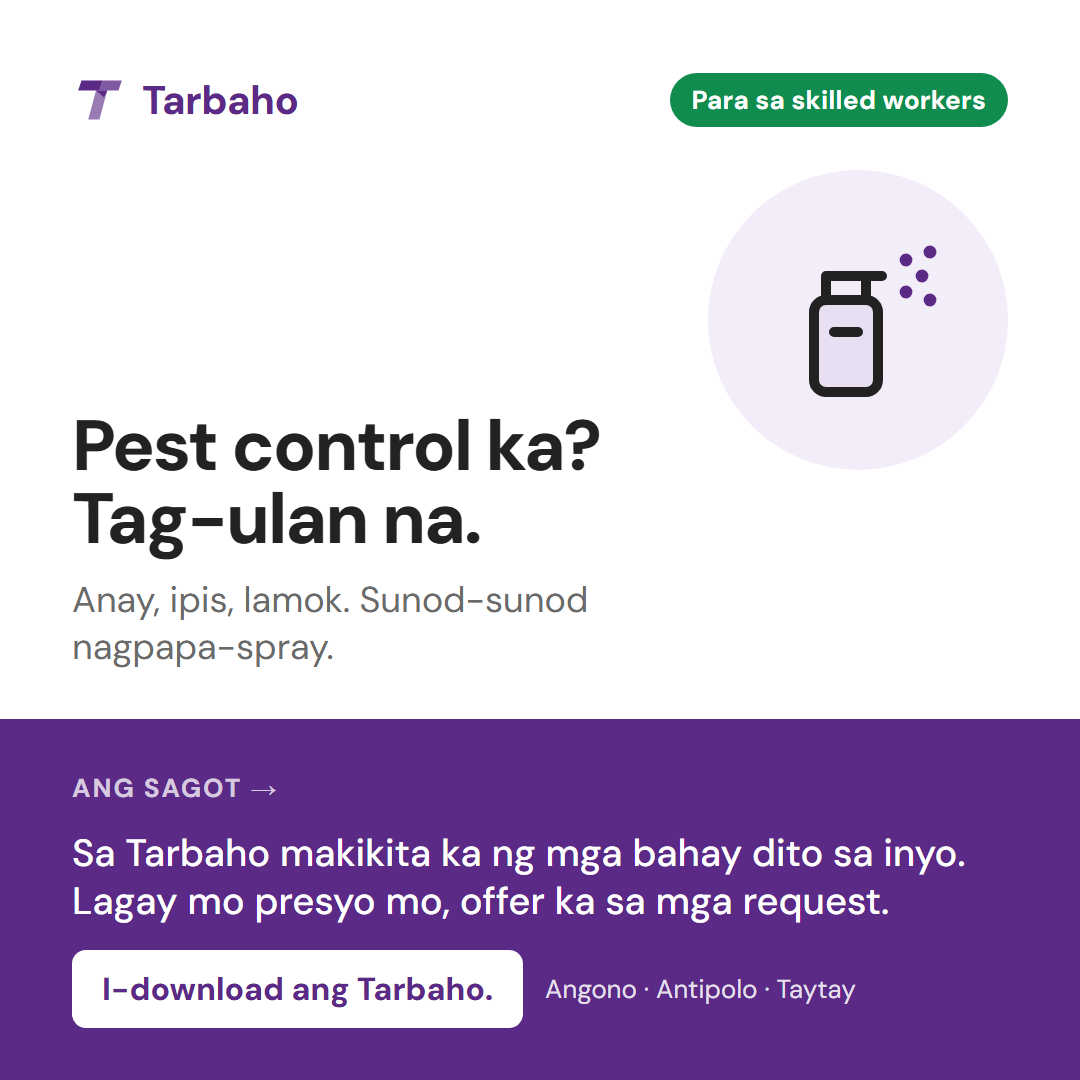 Tarbaho
Para sa skilled workers
Pest control ka?
Tag-ulan na.
Anay, ipis, lamok. Sunod-sunod
nagpapa-spray.
ANG SAGOT →
Sa Tarbaho makikita ka ng mga bahay dito sa inyo.
Lagay mo presyo mo, offer ka sa mga request.
I-download ang Tarbaho.
Angono · Antipolo · Taytay